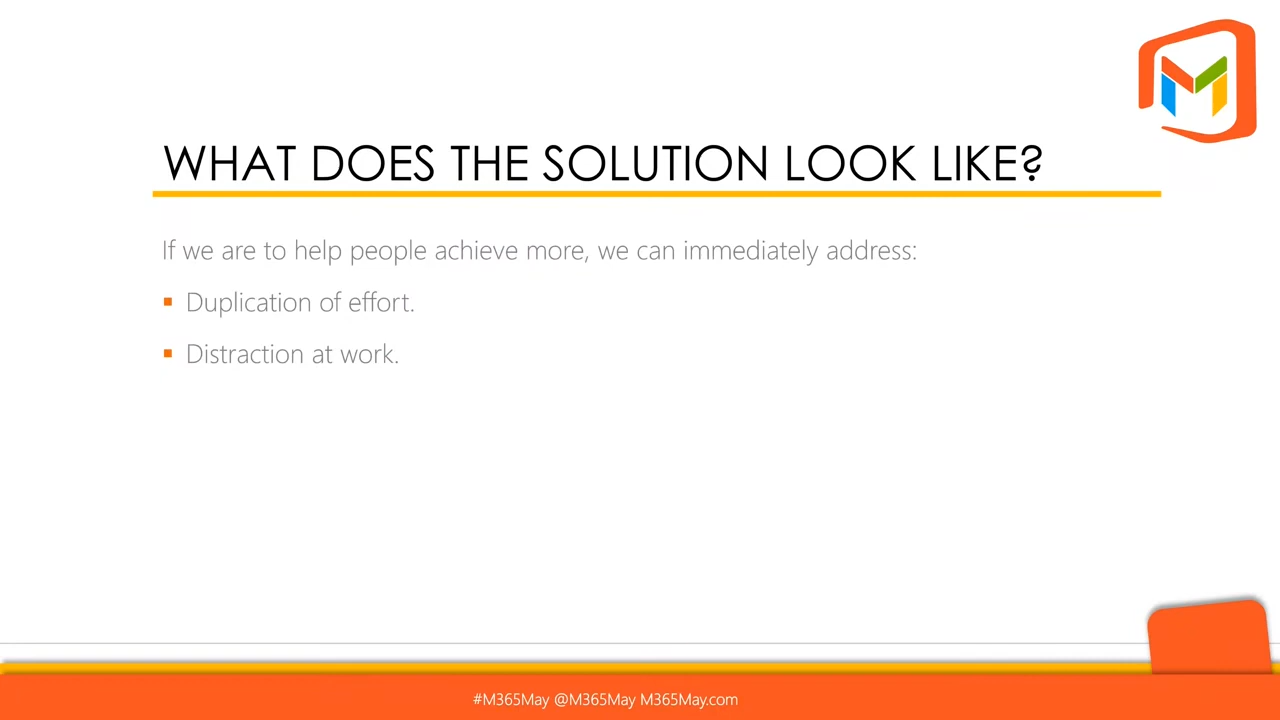 WHAT DOES THE SOLUTION LOOK LIKE?
If we are to help people achieve more, we can immediately address:
▪ Duplication of effort.
▪ Distraction at work.
#M365May @M365May M365May.com